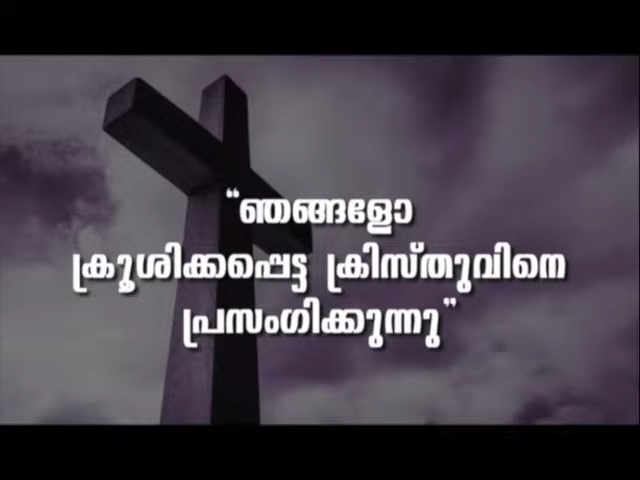 “ഞങ്ങളോ
ക്രൂശിക്കപ്പെട്ട ക്രിസ്തുവിനെ
പ്രസംഗിക്കുന്നു”